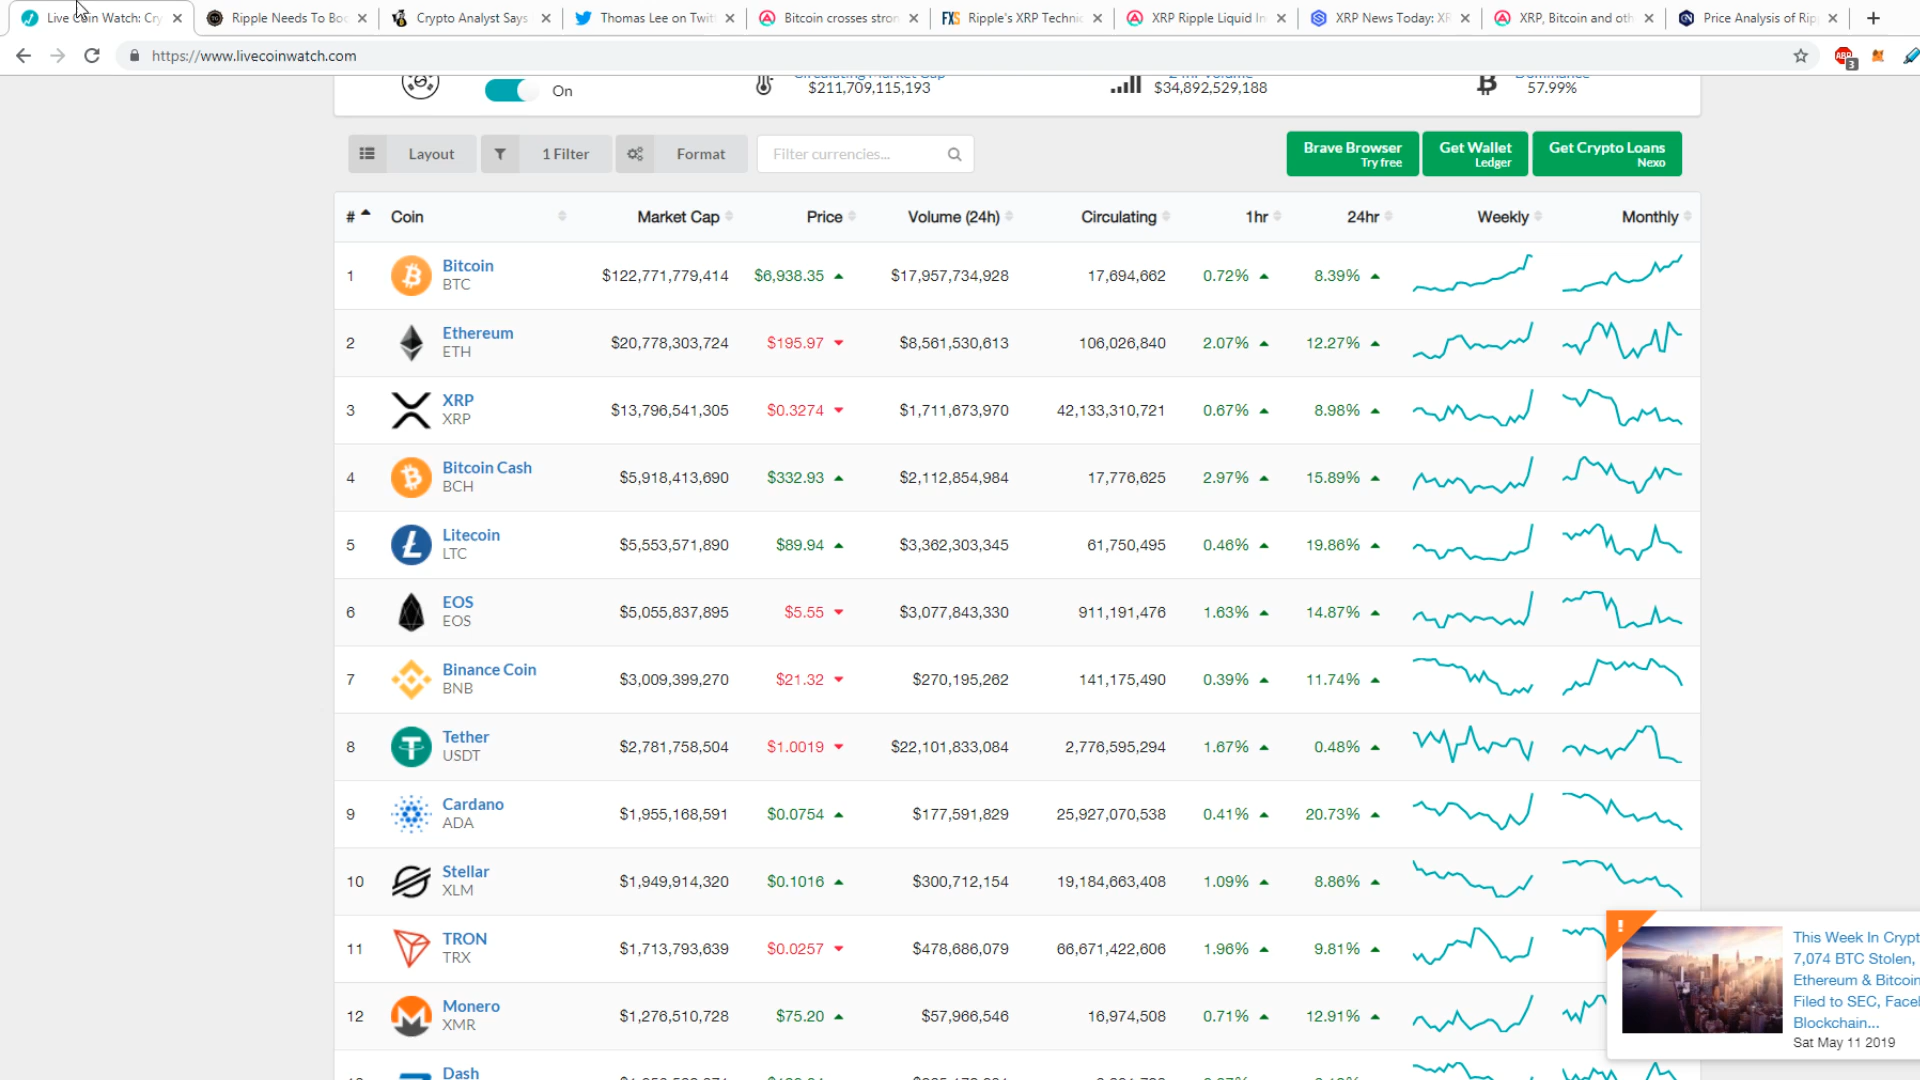 Live Coin Watch: Cry
Ripple Needs To Boo
Crypto Analyst Says
Thomas Lee on Twit
Bitcoin crosses stron
FXS Ripple's XRP Technic
XRP Ripple Liquid In
XRP News Today: XR
XRP, Bitcoin and oth
Price Analysis of Rip
https://www.livecoinwatch.com
ABP
3
On
Circulating Market Cap
$211,709,115,193
24hr Volume
$34,892,529,188
Dominance
57.99%
Layout
1 Filter
Format
Filter currencies...
Brave Browser
Try free
Get Wallet
Ledger
Get Crypto Loans
Nexo
# Coin Market Cap Price Volume (24h) Circulating 1hr 24hr Weekly Monthly
1 Bitcoin $122,771,779,414 $6,938.35 $17,957,734,928 17,694,662 0.72% 8.39%
BTC
2 Ethereum $20,778,303,724 $195.97 $8,561,530,613 106,026,840 2.07% 12.27%
ETH
3 XRP $13,796,541,305 $0.3274 $1,711,673,970 42,133,310,721 0.67% 8.98%
XRP
4 Bitcoin Cash $5,918,413,690 $332.93 $2,112,854,984 17,776,625 2.97% 15.89%
BCH
5 Litecoin $5,553,571,890 $89.94 $3,362,303,345 61,750,495 0.46% 19.86%
LTC
6 EOS $5,055,837,895 $5.55 $3,077,843,330 911,191,476 1.63% 14.87%
EOS
7 Binance Coin $3,009,399,270 $21.32 $270,195,262 141,175,490 0.39% 11.74%
BNB
8 Tether $2,781,758,504 $1.0019 $22,101,833,084 2,776,595,294 1.67% 0.48%
USDT
9 Cardano $1,955,168,591 $0.0754 $177,591,829 25,927,070,538 0.41% 20.73%
ADA
10 Stellar $1,949,914,320 $0.1016 $300,712,154 19,184,663,408 1.09% 8.86%
XLM
11 TRON $1,713,793,639 $0.0257 $478,686,079 66,671,422,606 1.96% 9.81%
TRX
12 Monero $1,276,510,728 $75.20 $57,966,546 16,974,508 0.71% 12.91%
XMR
Dash
This Week In Crypt
7,074 BTC Stolen,
Ethereum & Bitcoin
Filed to SEC, Facel
Blockchain...
Sat May 11 2019